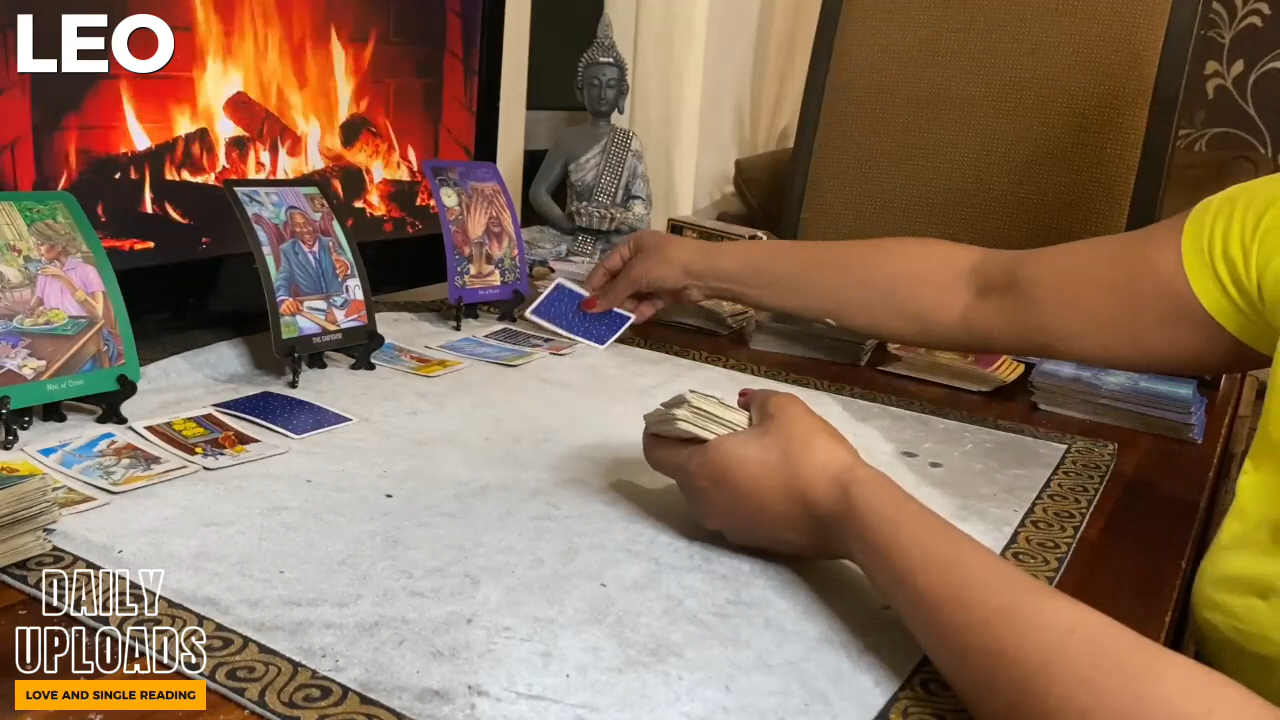 LEO
THE EMPEROR
DAILY
UPLOADS
LOVE AND SINGLE READING